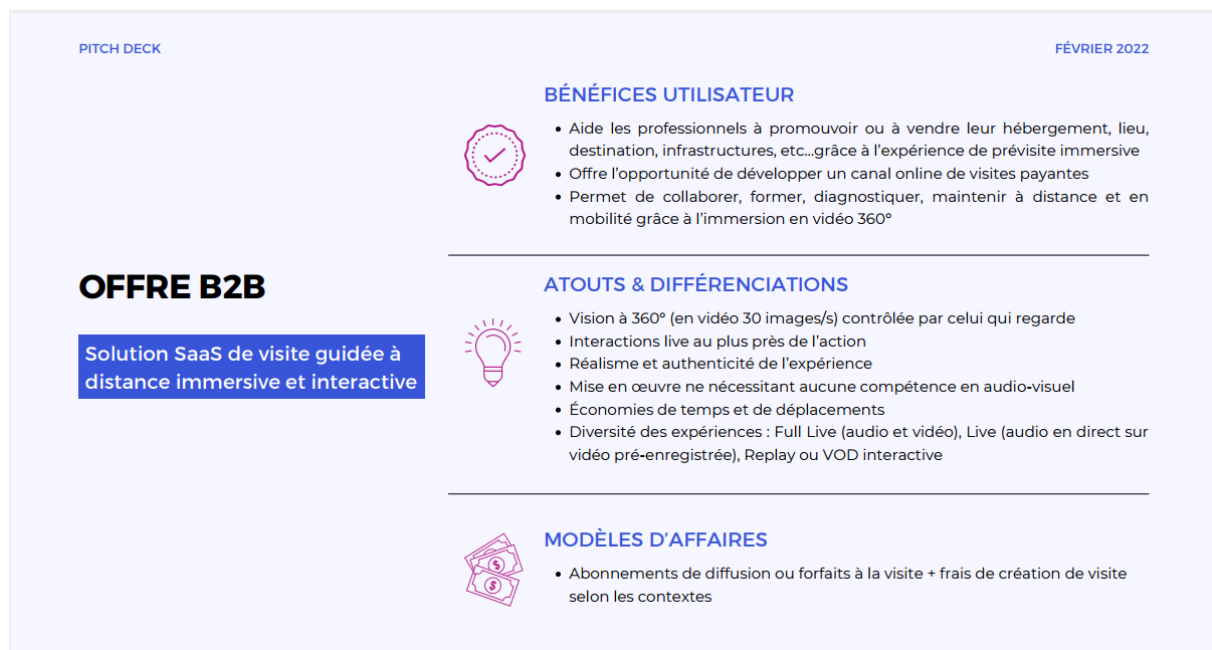 PITCH DECK
FÉVRIER 2022
OFFRE B2B
Solution SaaS de visite guidée à
distance immersive et interactive
BÉNÉFICES UTILISATEUR
• Aide les professionnels à promouvoir ou à vendre leur hébergement, lieu,
destination, infrastructures, etc...grâce à l'expérience de prévisite immersive
• Offre l'opportunité de développer un canal online de visites payantes
• Permet de collaborer, former, diagnostiquer, maintenir à distance et en
mobilité grâce à l'immersion en vidéo 360°
ATOUTS & DIFFÉRENCIATIONS
• Vision à 360° (en vidéo 30 images/s) contrôlée par celui qui regarde
• Interactions live au plus près de l'action
• Réalisme et authenticité de l'expérience
• Mise en œuvre ne nécessitant aucune compétence en audio-visuel
• Économies de temps et de déplacements
• Diversité des expériences : Full Live (audio et vidéo), Live (audio en direct sur
vidéo pré-enregistrée), Replay ou VOD interactive
MODÈLES D'AFFAIRES
• Abonnements de diffusion ou forfaits à la visite + frais de création de visite
selon les contextes